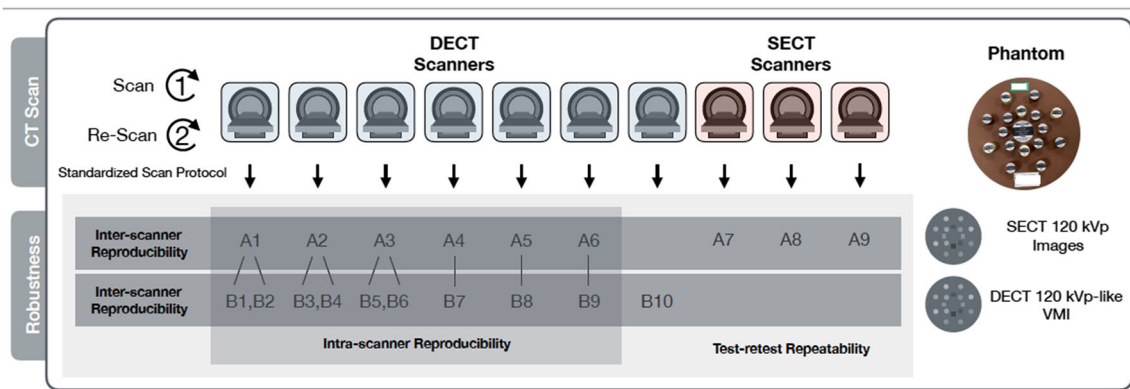 CT Scan
DECT
Scanners
SECT
Scanners
Phantom
Scan 1
Re-Scan 2
Standardized Scan Protocol
Robustness
Inter-scanner
Reproducibility
A1 A2 A3 A4 A5 A6 A7 A8 A9
Inter-scanner
Reproducibility
B1,B2 B3,B4 B5,B6 B7 B8 B9 B10
Intra-scanner Reproducibility
Test-retest Repeatability
SECT 120 kVp
Images
DECT 120 kVp-like
VMI